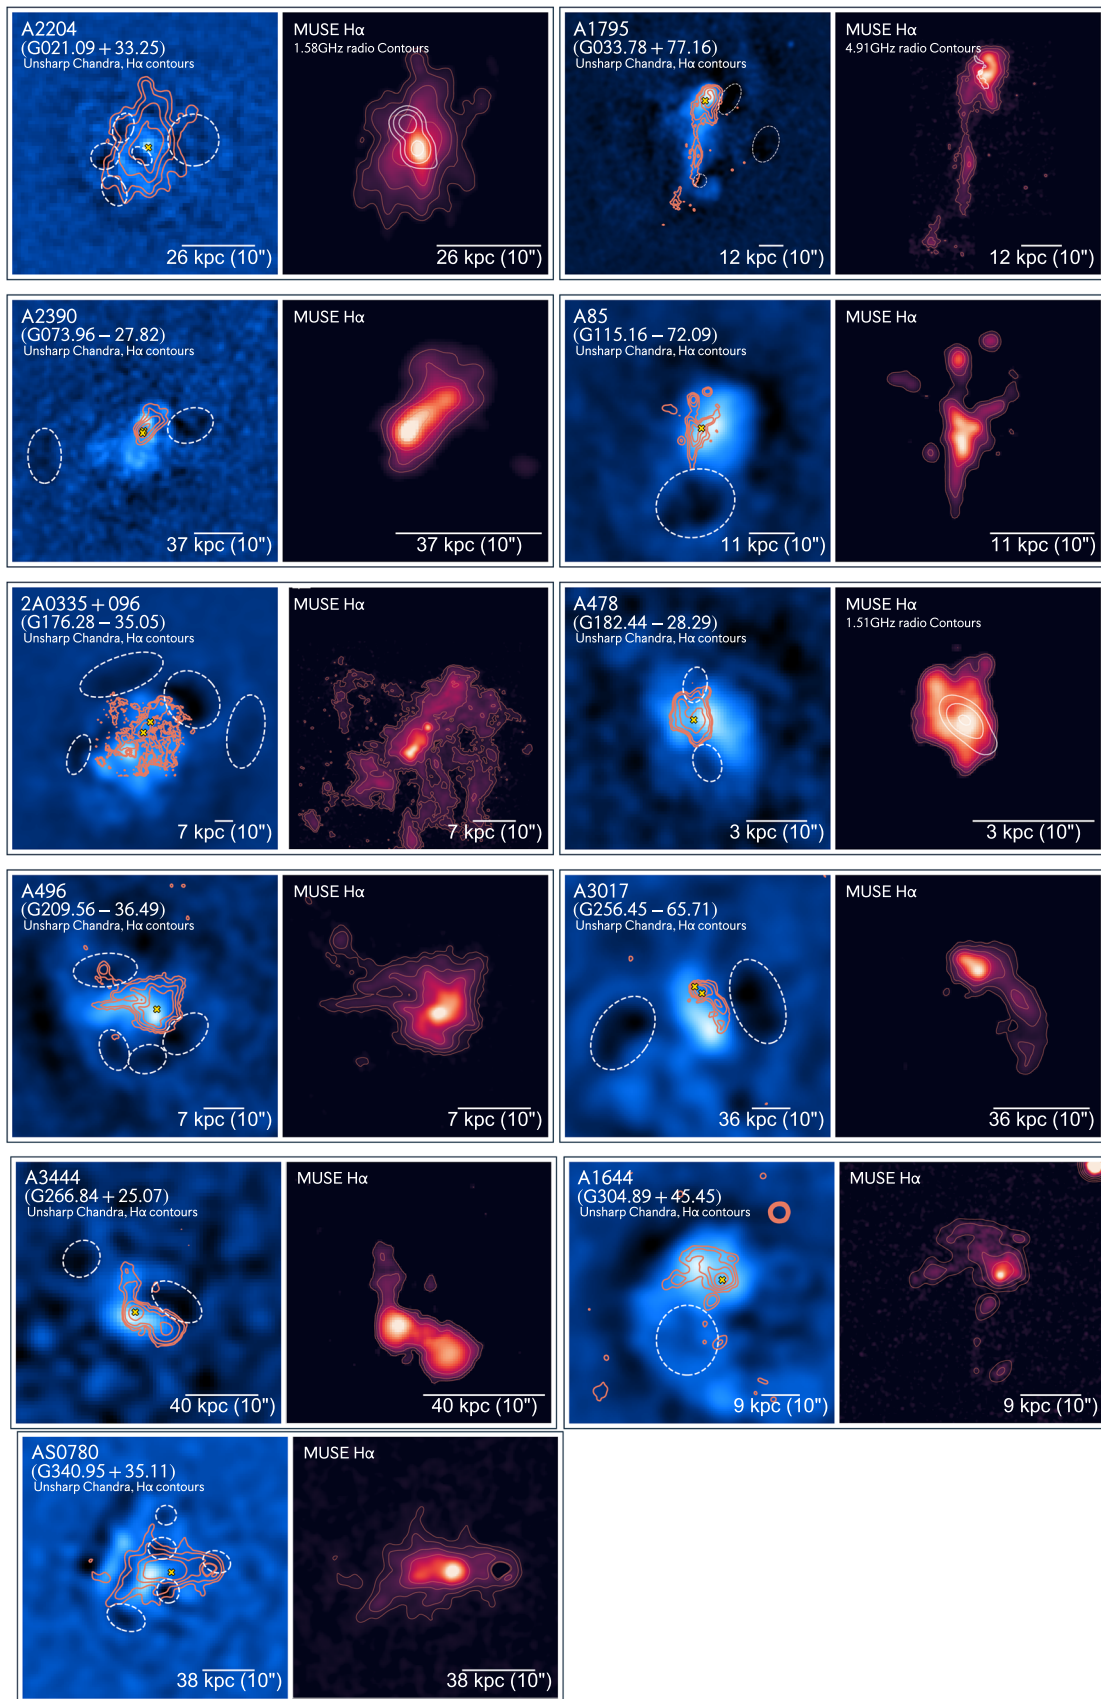 A2204
(G021.09 + 33.25)
Unsharp Chandra, Hα contours
26 kpc (10")
MUSE Hα
1.58GHz radio Contours
26 kpc (10")
A1795
(G033.78 + 77.16)
Unsharp Chandra, Hα contours
12 kpc (10")
MUSE Hα
4.91GHz radio Contours
12 kpc (10")
A2390
(G073.96 − 27.82)
Unsharp Chandra, Hα contours
37 kpc (10")
MUSE Hα
37 kpc (10")
A85
(G115.16 − 72.09)
Unsharp Chandra, Hα contours
11 kpc (10")
MUSE Hα
11 kpc (10")
2A0335 + 096
(G176.28 − 35.05)
Unsharp Chandra, Hα contours
7 kpc (10")
MUSE Hα
7 kpc (10")
A478
(G182.44 − 28.29)
Unsharp Chandra, Hα contours
3 kpc (10")
MUSE Hα
1.51GHz radio Contours
3 kpc (10")
A496
(G209.56 − 36.49)
Unsharp Chandra, Hα contours
7 kpc (10")
MUSE Hα
7 kpc (10")
A3017
(G256.45 − 65.71)
Unsharp Chandra, Hα contours
36 kpc (10")
MUSE Hα
36 kpc (10")
A3444
(G266.84 + 25.07)
Unsharp Chandra, Hα contours
40 kpc (10")
MUSE Hα
40 kpc (10")
A1644
(G304.89 + 45.45)
Unsharp Chandra, Hα contours
9 kpc (10")
MUSE Hα
9 kpc (10")
AS0780
(G340.95 + 35.11)
Unsharp Chandra, Hα contours
38 kpc (10")
MUSE Hα
38 kpc (10")